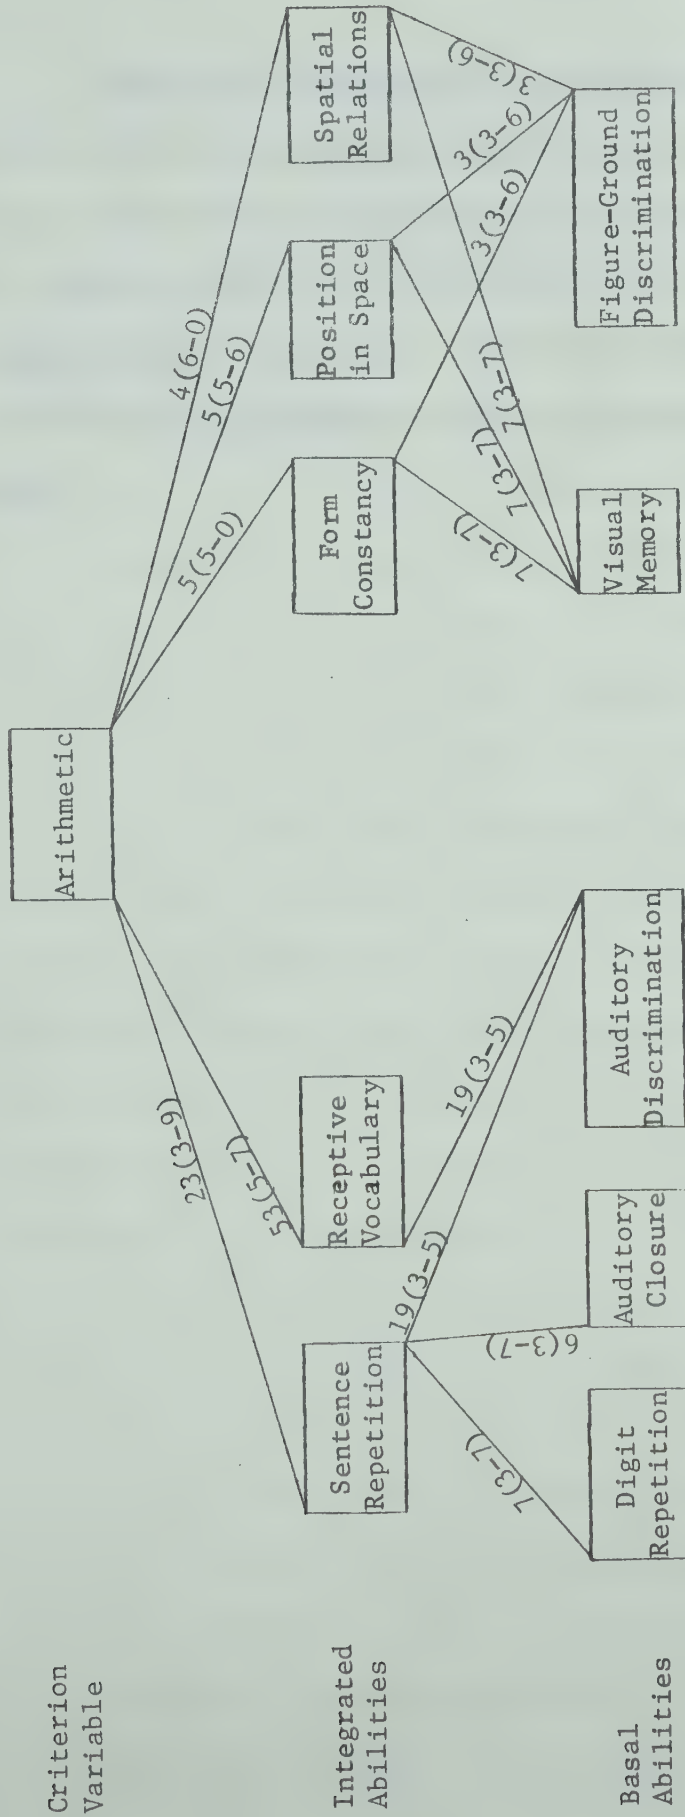 Criterion
Variable
Arithmetic
23(3-9)
53(5-7)
5(5-0)
5(5-6)
4(6-0)
Integrated
Abilities
Sentence
Repetition
Receptive
Vocabulary
Form
Constancy
Position
in Space
Spatial
Relations
7(3-7)
6(3-7)
19(3-5)
19(3-5)
7(3-7)
7(3-7)
7(3-7)
3(3-6)
3(3-6)
3(3-6)
Basal
Abilities
Digit
Repetition
Auditory
Closure
Auditory
Discrimination
Visual
Memory
Figure-Ground
Discrimination